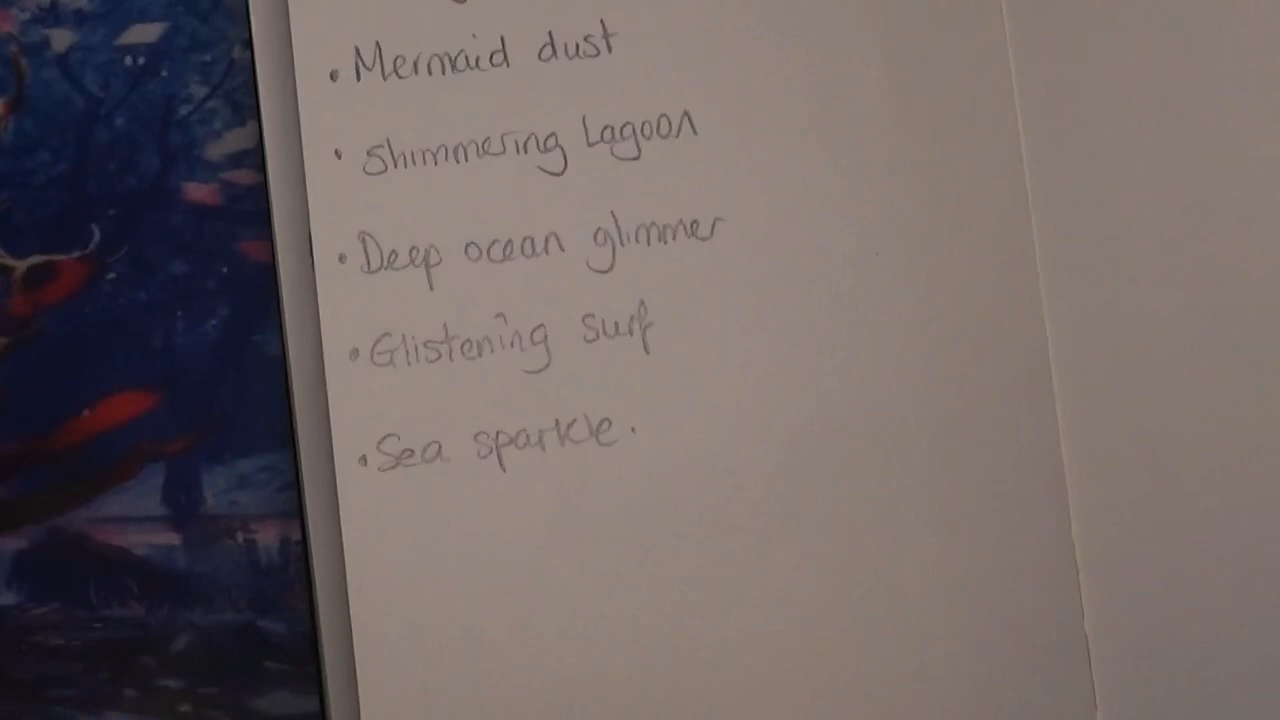 • Mermaid dust
• Shimmering Lagoon
• Deep ocean glimmer
• Glistening surf
• Sea sparkle.